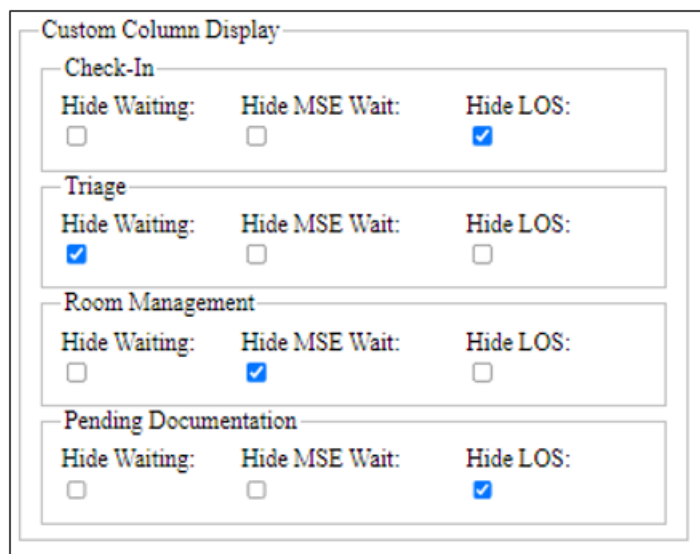 Custom Column Display
Check-In
Hide Waiting: Hide MSE Wait: Hide LOS:
Triage
Hide Waiting: Hide MSE Wait: Hide LOS:
Room Management
Hide Waiting: Hide MSE Wait: Hide LOS:
Pending Documentation
Hide Waiting: Hide MSE Wait: Hide LOS: